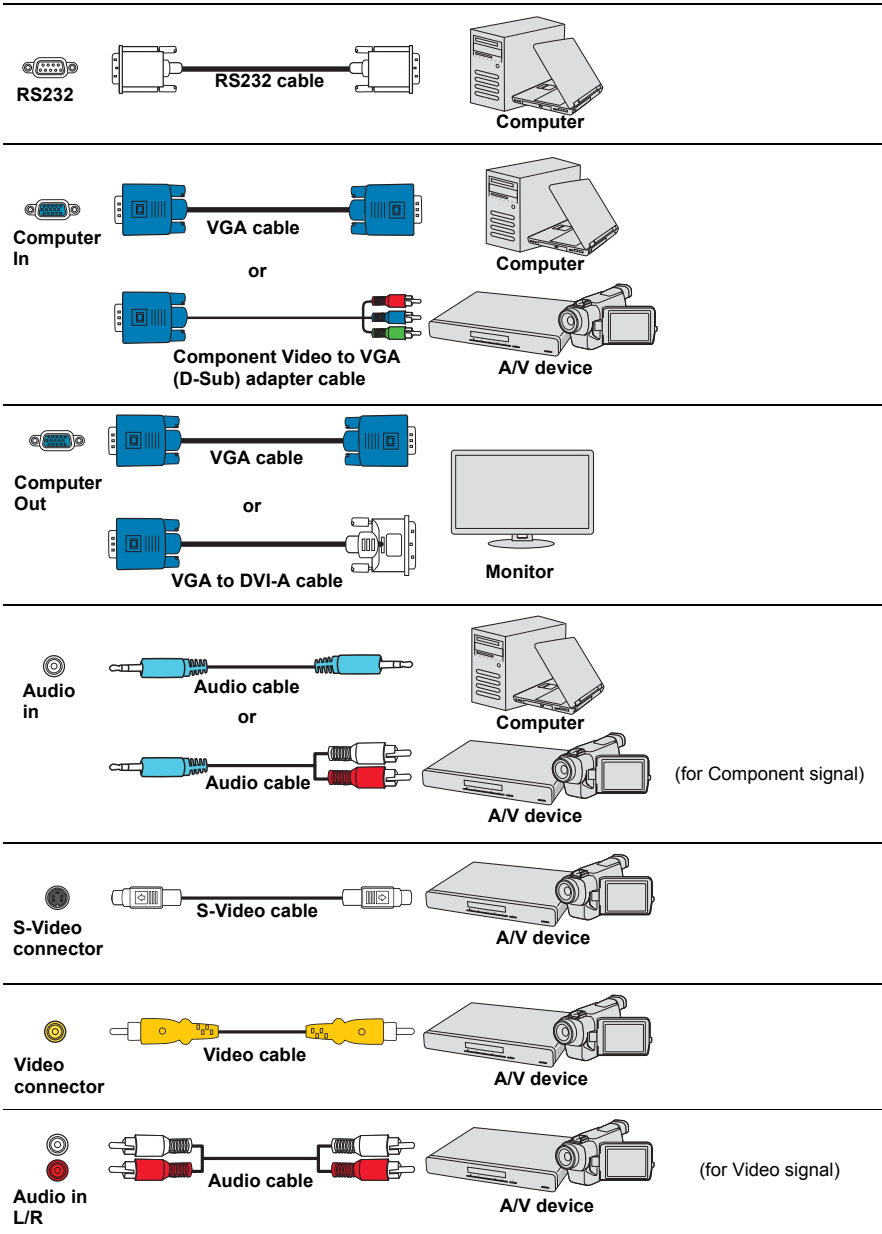 RS232
RS232 cable
Computer
Computer
In
VGA cable
or
Computer
Component Video to VGA
(D-Sub) adapter cable
A/V device
Computer
Out
VGA cable
or
VGA to DVI-A cable
Monitor
Audio
in
Audio cable
or
Computer
Audio cable
A/V device
(for Component signal)
S-Video
connector
S-Video cable
A/V device
Video
connector
Video cable
A/V device
Audio in
L/R
Audio cable
A/V device
(for Video signal)